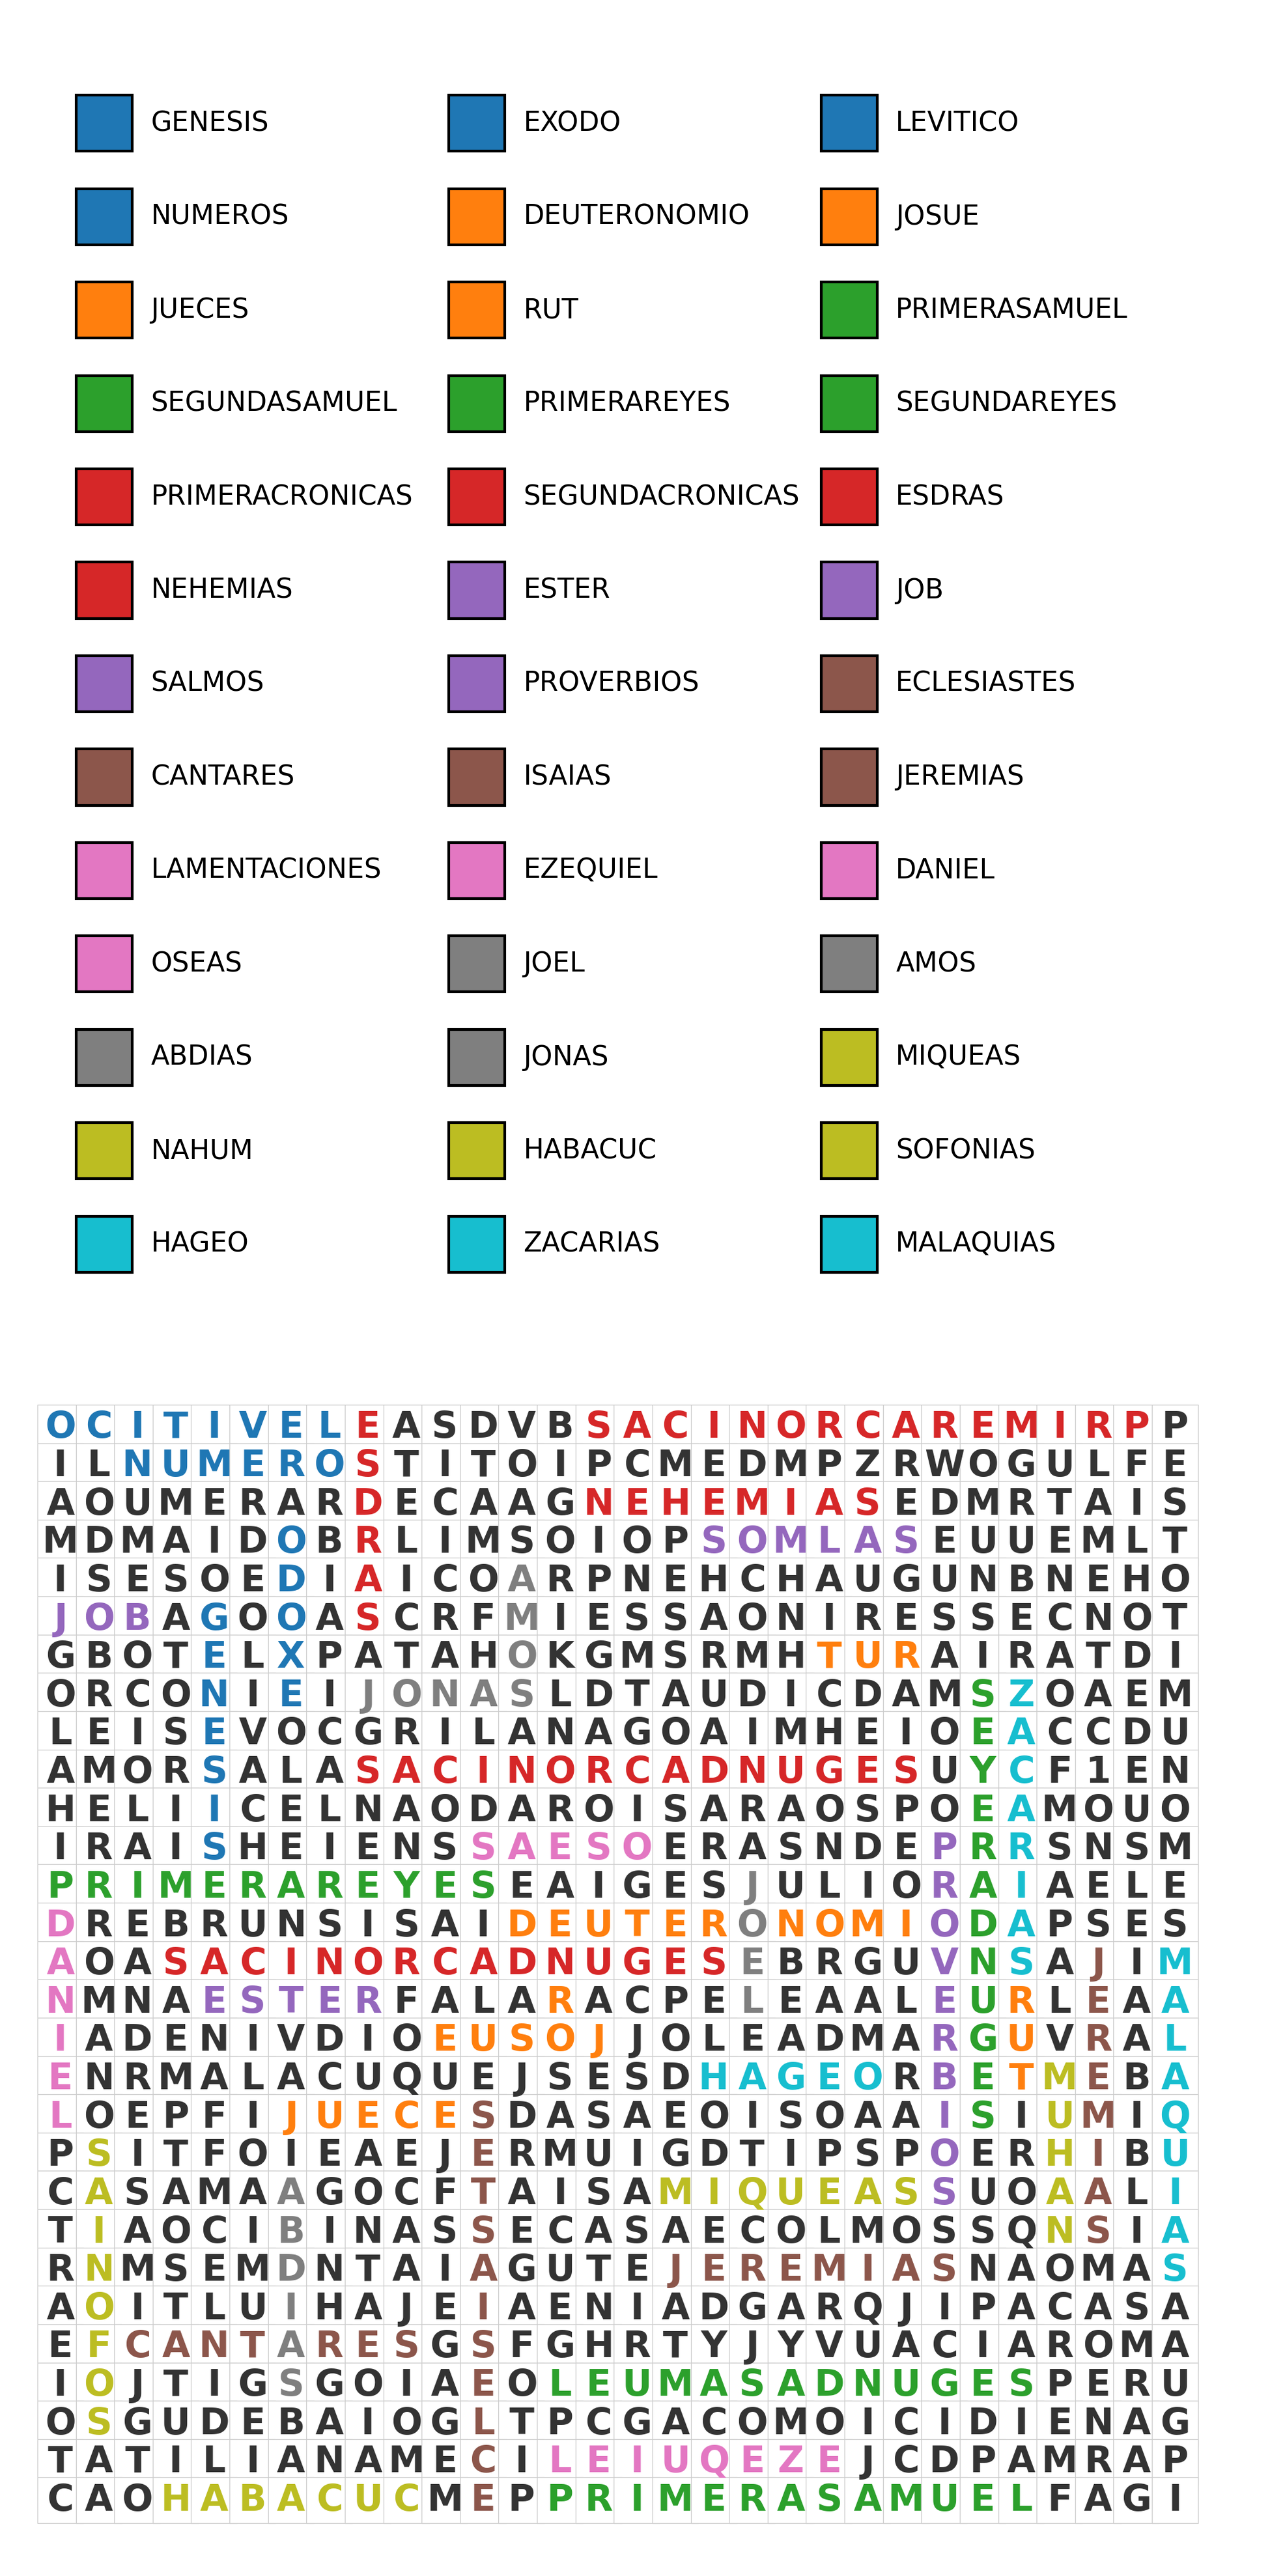 GENESIS EXODO LEVITICO
NUMEROS DEUTERONOMIO JOSUE
JUECES RUT PRIMERASAMUEL
SEGUNDASAMUEL PRIMERAREYES SEGUNDAREYES
PRIMERACRONICAS SEGUNDACRONICAS ESDRAS
NEHEMIAS ESTER JOB
SALMOS PROVERBIOS ECLESIASTES
CANTARES ISAIAS JEREMIAS
LAMENTACIONES EZEQUIEL DANIEL
OSEAS JOEL AMOS
ABDIAS JONAS MIQUEAS
NAHUM HABACUC SOFONIAS
HAGEO ZACARIAS MALAQUIAS
O C I T I V E L E A S D V B S A C I N O R C A R E M I R P P
I L N U M E R O S T I T O I P C M E D M P Z R W O G U L F E
A O U M E R A R D E C A A G N E H E M I A S E D M R T A I S
M D M A I D O B R L I M S O I O P S O M L A S E U U E M L T
I S E S O E D I A I C O A R P N E H C H A U G U N B N E H O
J O B A G O O A S C R F M I E S S A O N I R E S S E C N O T
G B O T E L X P A T A H O K G M S R M H T U R A I R A T D I
O R C O N I E I J O N A S L D T A U D I C D A M S Z O A E M
L E I S E V O C G R I L A N A G O A I M H E I O E A C C D U
A M O R S A L A S A C I N O R C A D N U G E S U Y C F 1 E N
H E L I I C E L N A O D A R O I S A R A O S P O E A M O U O
I R A I S H E I E N S S A E S O E R A S N D E P R R S N S M
P R I M E R A R E Y E S E A I G E S J U L I O R A I A E L E
D R E B R U N S I S A I D E U T E R O N O M I O D A P S E S
A O A S A C I N O R C A D N U G E S E B R G U V N S A J I M
N M N A E S T E R F A L A R A C P E L E A A L E U R L E A A
I A D E N I V D I O E U S O J J O L E A D M A R G U V R A L
E N R M A L A C U Q U E J S E S D H A G E O R B E T M E B A
L O E P F I J U E C E S D A S A E O I S O A A I S I U M I Q
P S I T F O I E A E J E R M U I G D T I P S P O E R H I B U
C A S A M A A G O C F T A I S A M I Q U E A S S U O A A L I
T I A O C I B I N A S S E C A S A E C O L M O S S Q N S I A
R N M S E M D N T A I A G U T E J E R E M I A S N A O M A S
A O I T L U I H A J E I A E N I A D G A R Q J I P A C A S A
E F C A N T A R E S G S F G H R T Y J Y V U A C I A R O M A
I O J T I G S G O I A E O L E U M A S A D N U G E S P E R U
O S G U D E B A I O G L T P C G A C O M O I C I D I E N A G
T A T I L I A N A M E C I L E I U Q E Z E J C D P A M R A P
C A O H A B A C U C M E P P R I M E R A S A M U E L F A G I